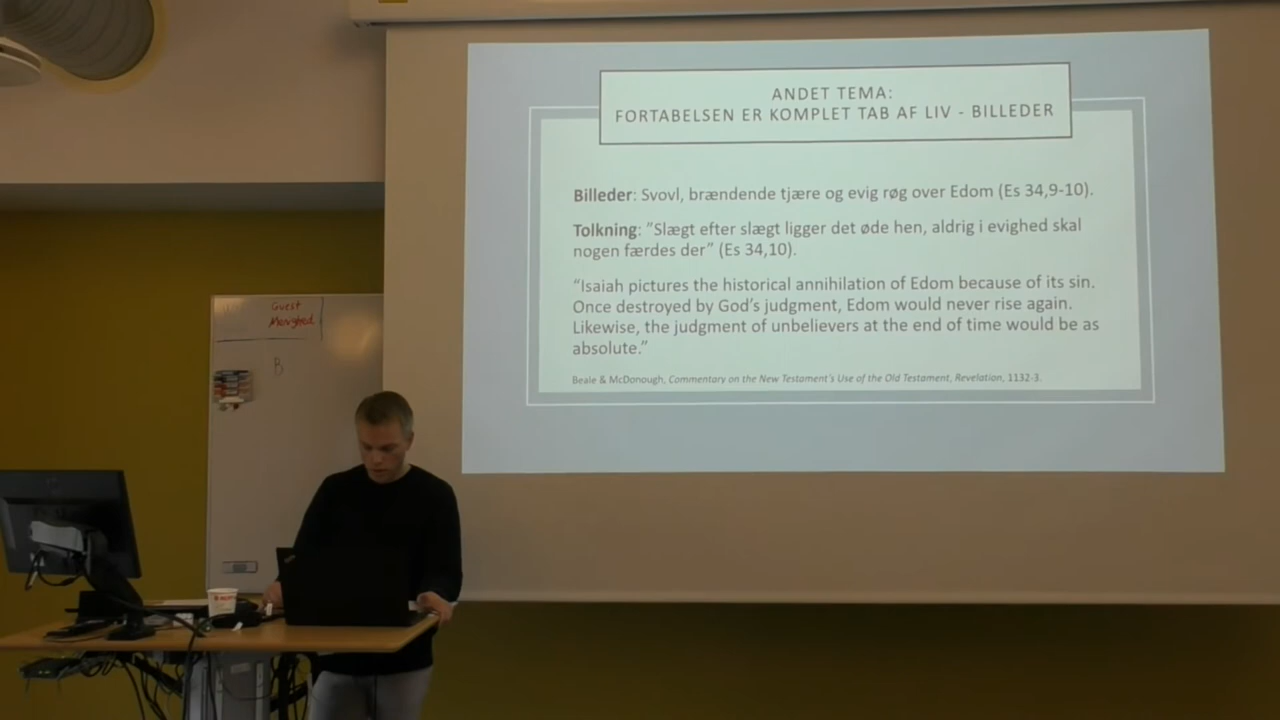 ANDET TEMA:
FORTABELSEN ER KOMPLET TAB AF LIV - BILLEDER
Billeder: Svovl, brændende tjære og evig røg over Edom (Es 34,9-10).
Tolkning: ”Slægt efter slægt ligger det øde hen, aldrig i evighed skal
nogen færdes der” (Es 34,10).
“Isaiah pictures the historical annihilation of Edom because of its sin.
Once destroyed by God’s judgment, Edom would never rise again.
Likewise, the judgment of unbelievers at the end of time would be as
absolute.”
Beale & McDonough, Commentary on the New Testament’s Use of the Old Testament, Revelation, 1132-3.
Guest
B